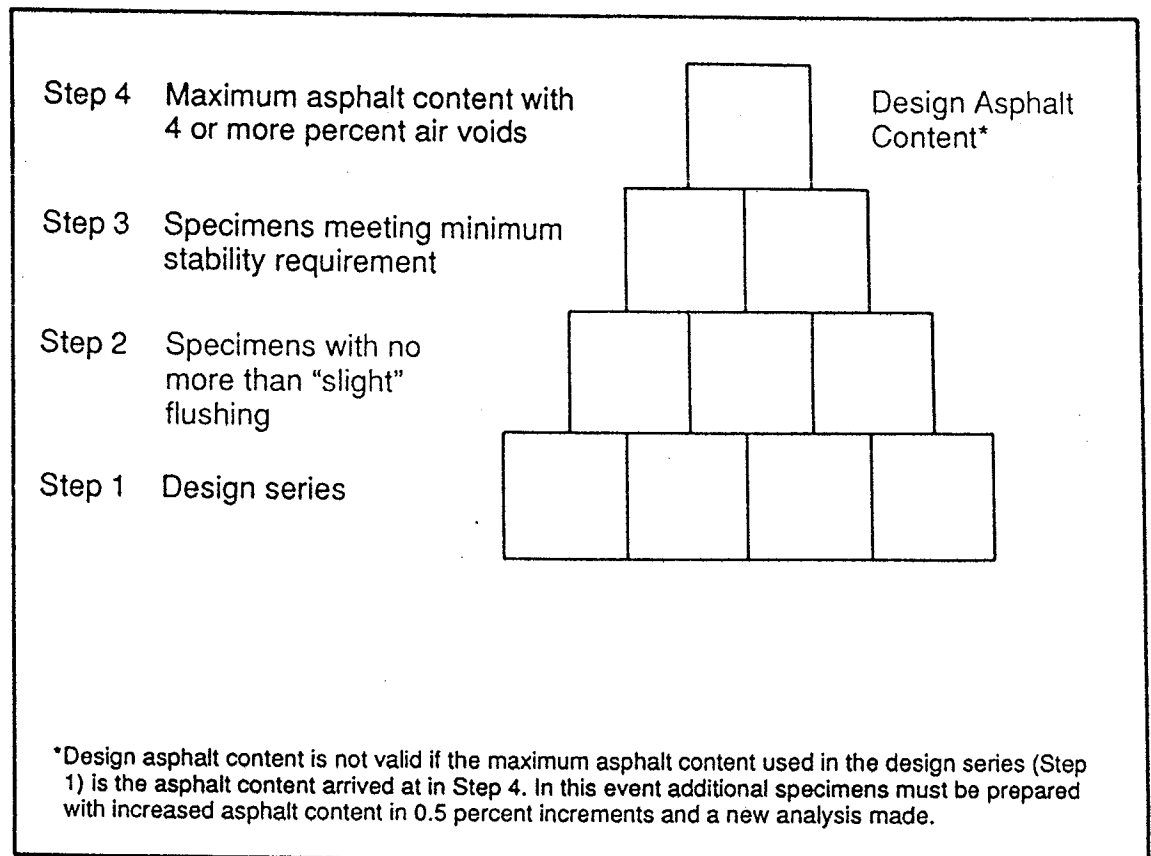 Step 4 Maximum asphalt content with
4 or more percent air voids
Design Asphalt
Content*
Step 3 Specimens meeting minimum
stability requirement
Step 2 Specimens with no
more than “slight”
flushing
Step 1 Design series
*Design asphalt content is not valid if the maximum asphalt content used in the design series (Step
1) is the asphalt content arrived at in Step 4. In this event additional specimens must be prepared
with increased asphalt content in 0.5 percent increments and a new analysis made.